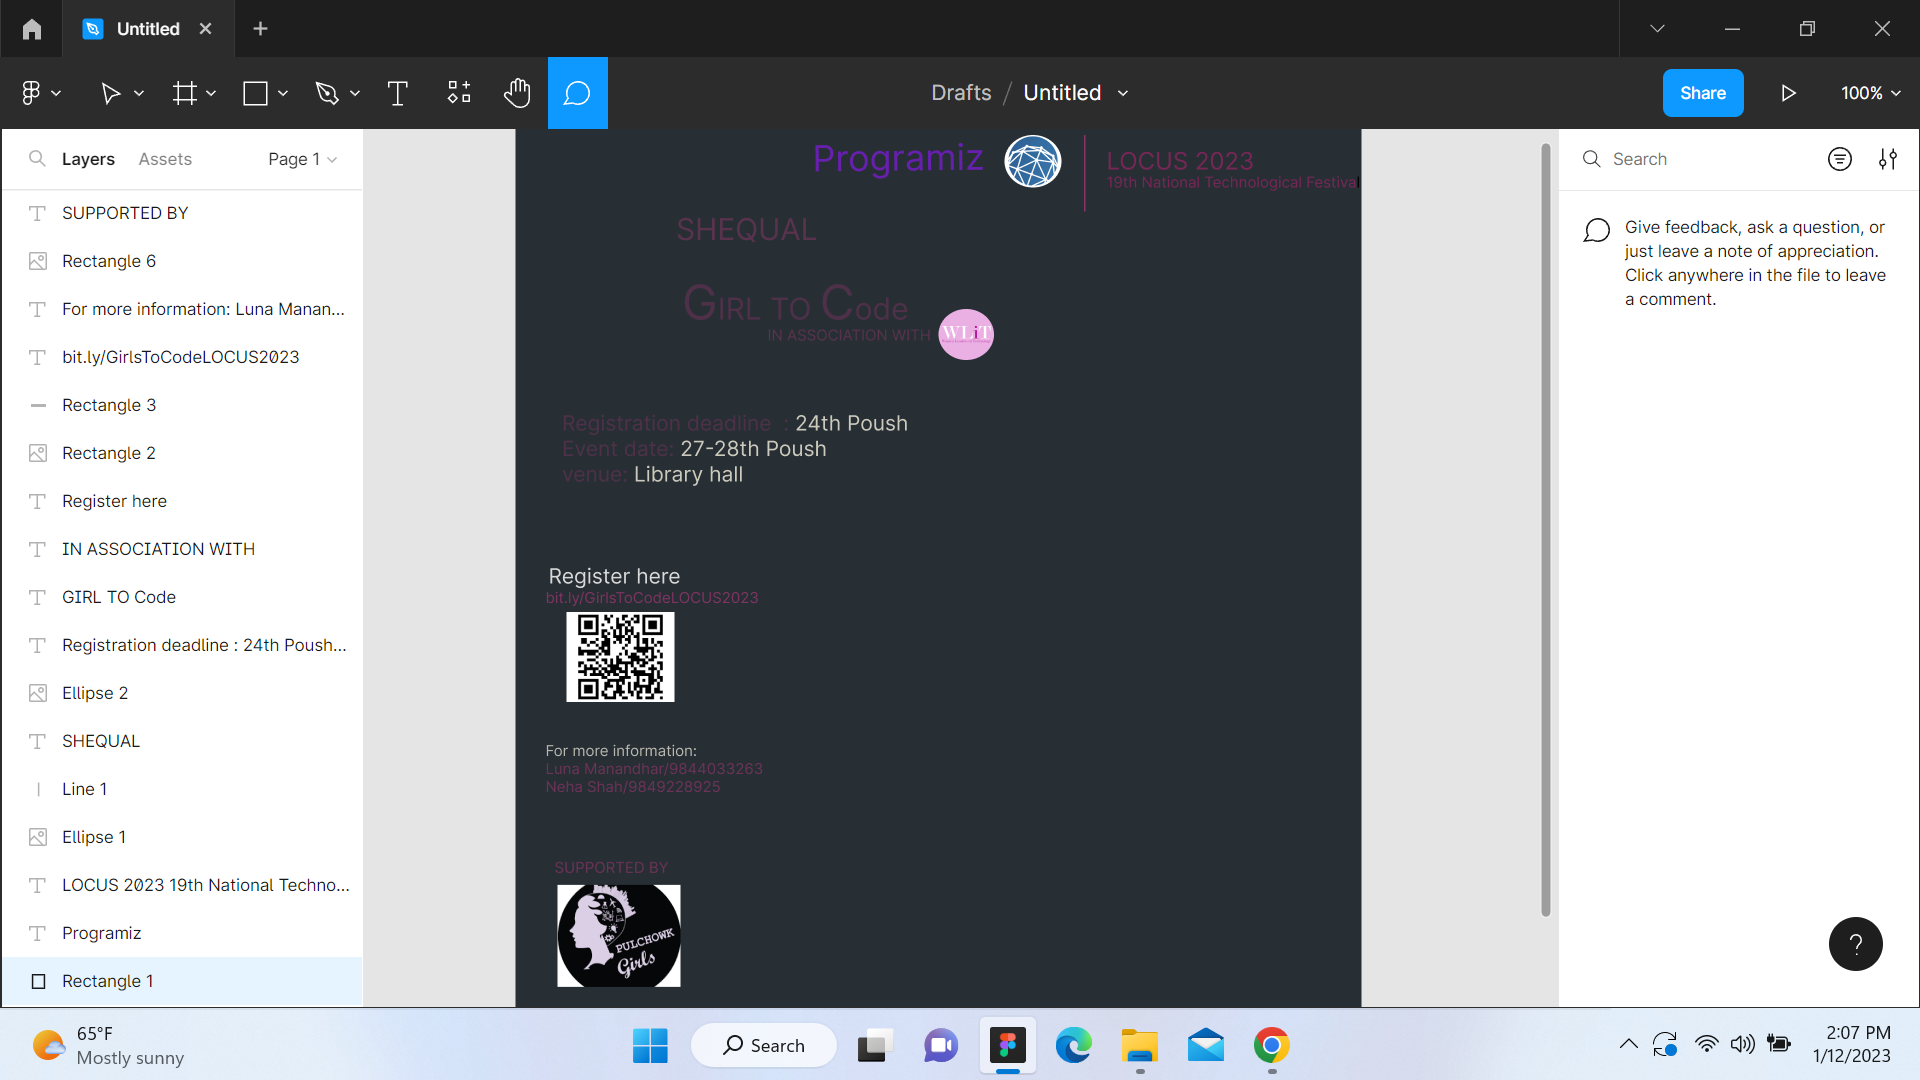 Untitled
Drafts / Untitled
Share
100%
Layers
Assets
Page 1
SUPPORTED BY
Rectangle 6
For more information: Luna Manan...
bit.ly/GirlsToCodeLOCUS2023
Rectangle 3
Rectangle 2
Register here
IN ASSOCIATION WITH
GIRL TO Code
Registration deadline : 24th Poush...
Ellipse 2
SHEQUAL
Line 1
Ellipse 1
LOCUS 2023 19th National Techno...
Programiz
Rectangle 1
Programiz
LOCUS 2023
19th National Technological Festival
SHEQUAL
GIRL TO Code
IN ASSOCIATION WITH
WLiT
Registration deadline : 24th Poush
Event date: 27-28th Poush
venue: Library hall
Register here
bit.ly/GirlsToCodeLOCUS2023
For more information:
Luna Manandhar/9844033263
Neha Shah/9849228925
SUPPORTED BY
PULCHOWK
Girls
Search
Give feedback, ask a question, or
just leave a note of appreciation.
Click anywhere in the file to leave
a comment.
?
65°F
Mostly sunny
Search
2:07 PM
1/12/2023